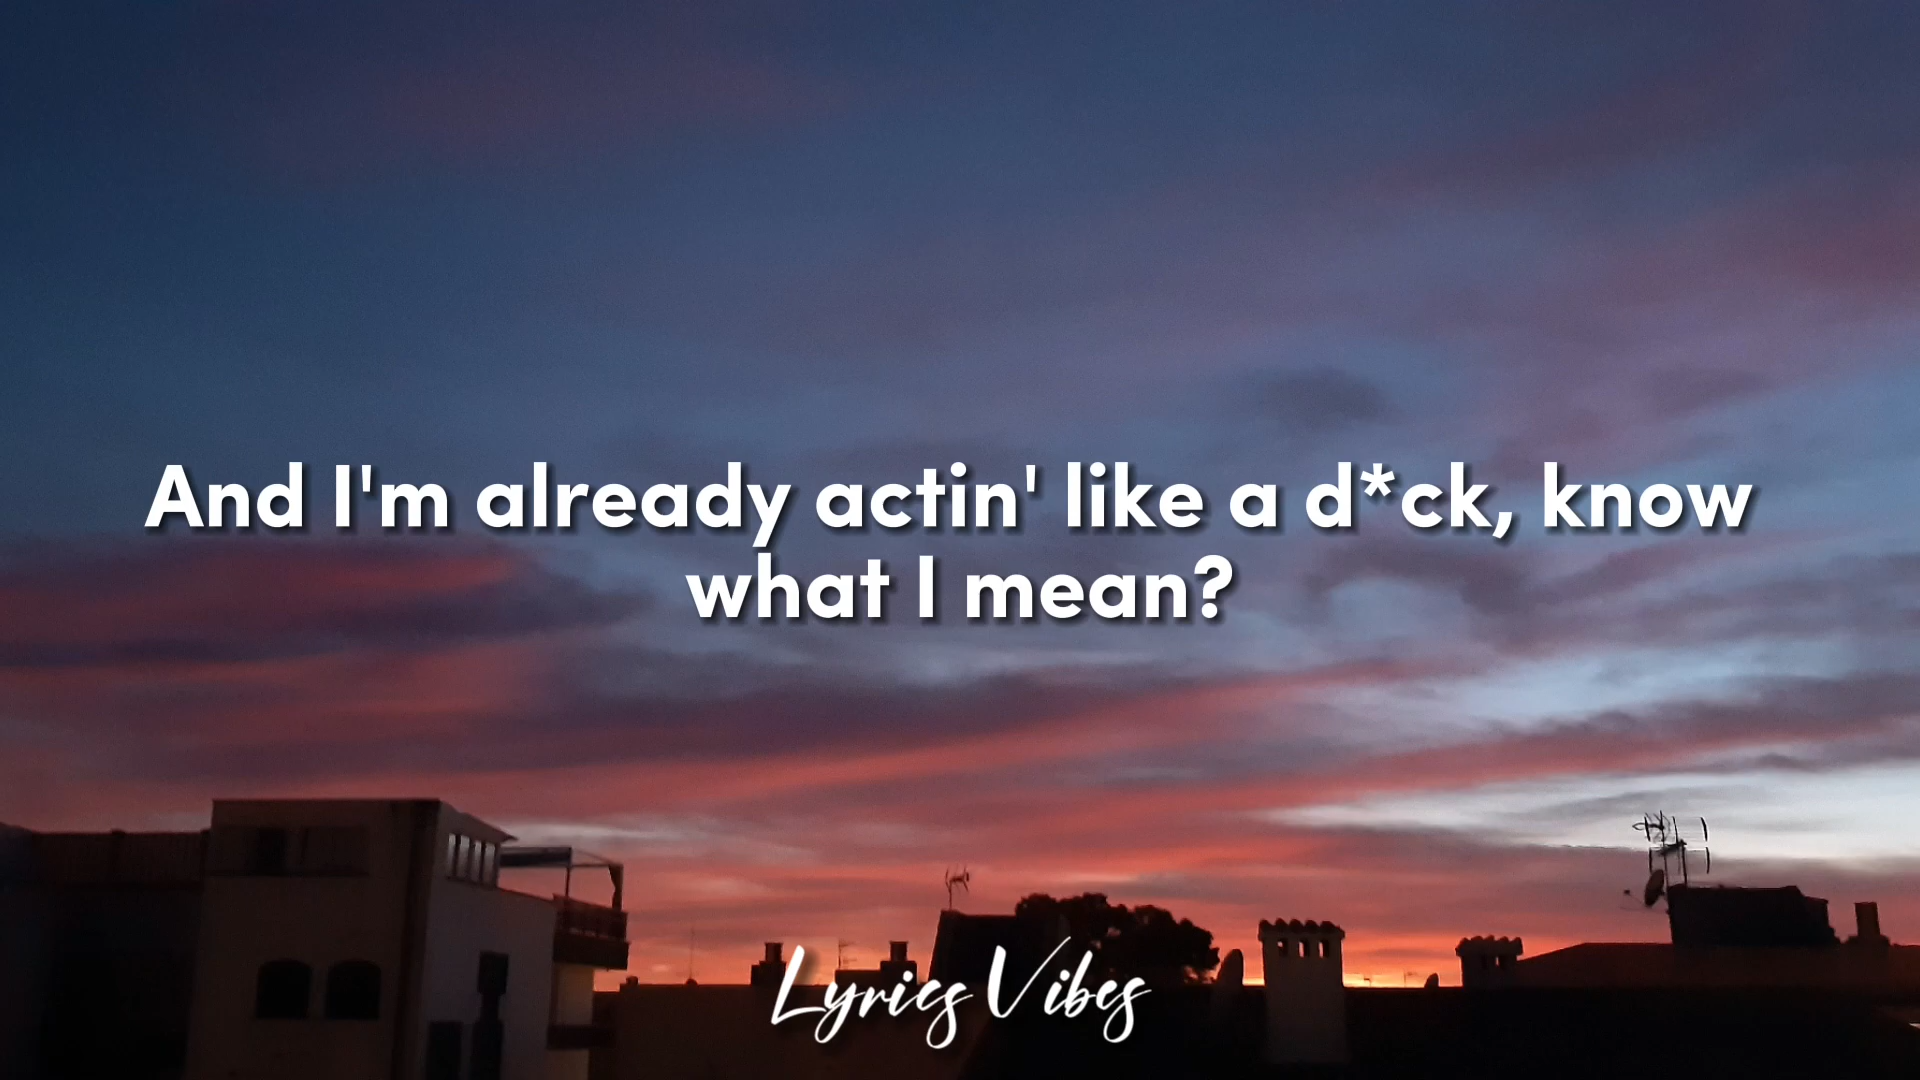 And I'm already actin' like a d*ck, know
what I mean?
Lyrics Vibes